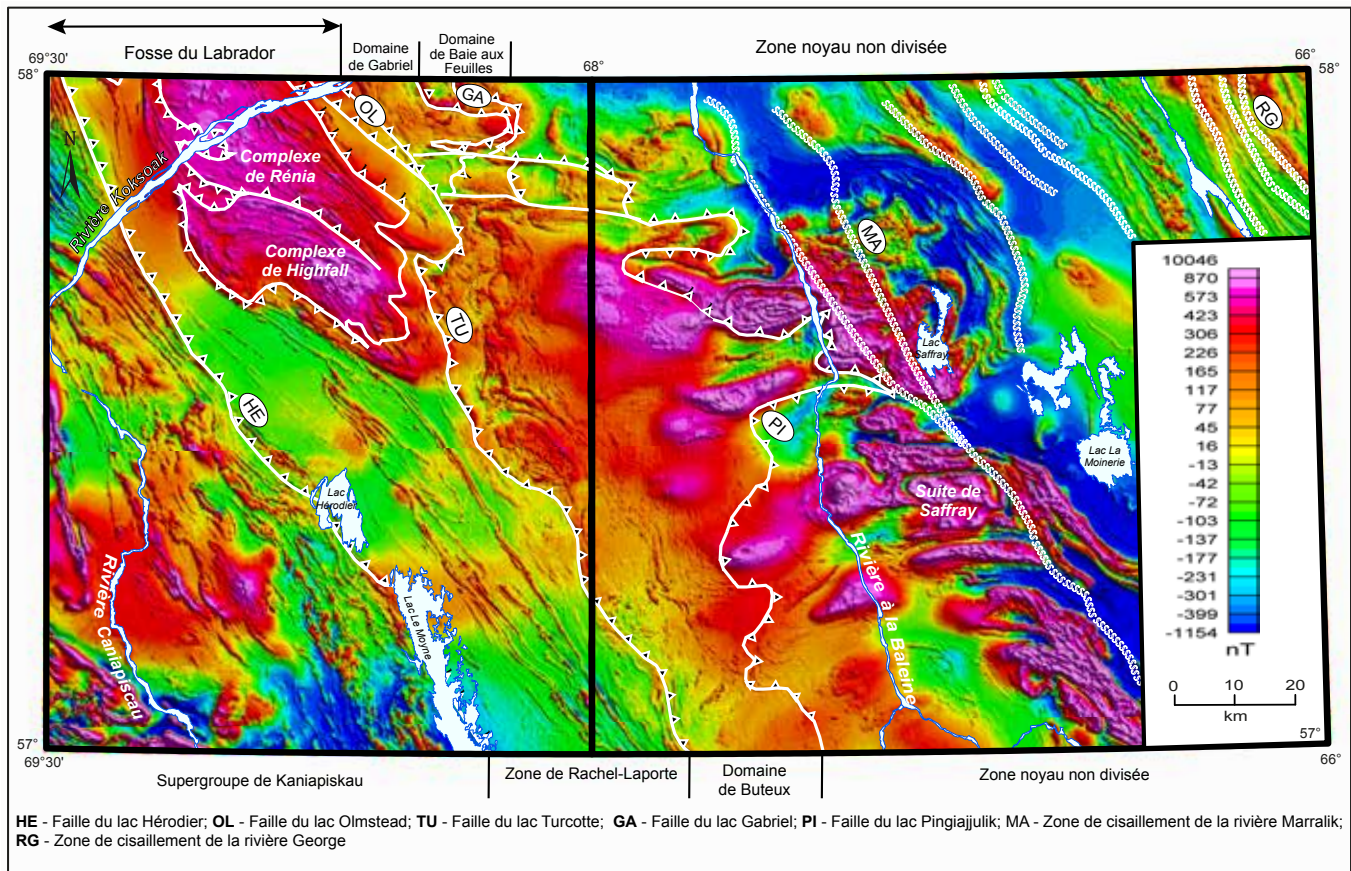 Fosse du Labrador
Domaine
de Gabriel
Domaine
de Baie aux
Feuilles
Zone noyau non divisée
69°30'
58°
68°
66°
58°
N
OL
GA
RG
Rivière Koksoak
Complexe
de Rénia
Complexe
de Highfall
MA
TU
Lac
Saffray
HE
PI
Lac La
Moinerie
Lac
Hérodier
Suite de
Saffray
Rivière à la Baleine
Rivière Caniapiscau
Lac Le Moyne
10046
870
573
423
306
226
165
117
77
45
16
-13
-42
-72
-103
-137
-177
-231
-301
-399
-1154
nT
0 10 20
km
57°
69°30'
57°
66°
Supergroupe de Kaniapiskau
Zone de Rachel-Laporte
Domaine
de Buteux
Zone noyau non divisée
HE - Faille du lac Hérodier; OL - Faille du lac Olmstead; TU - Faille du lac Turcotte; GA - Faille du lac Gabriel; PI - Faille du lac Pingiajjulik; MA - Zone de cisaillement de la rivière Marralik;
RG - Zone de cisaillement de la rivière George